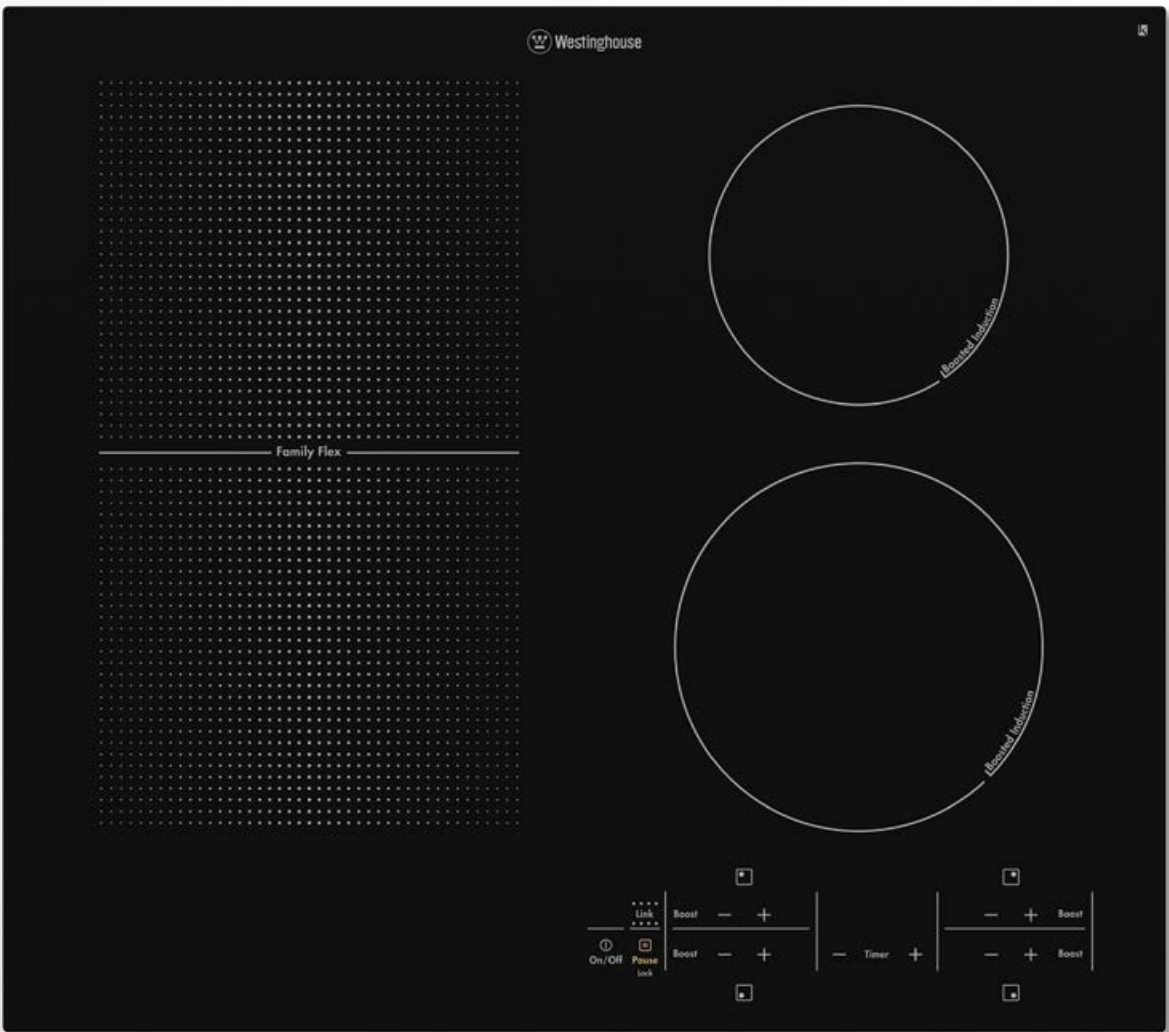 Westinghouse
Boosted Induction
Family Flex
Boosted Induction
Link
Boost − +
− + Boost
On/Off
Pause
Lock
Boost − +
− Timer +
− + Boost